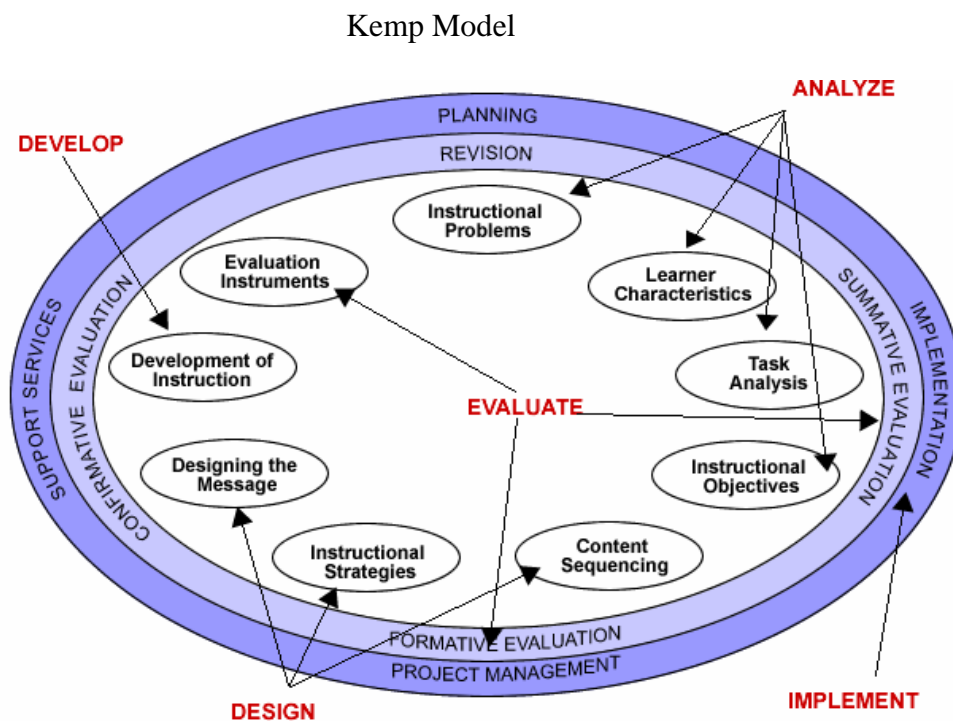 Kemp Model
ANALYZE
PLANNING
DEVELOP
REVISION
Instructional
Problems
Evaluation
Instruments
Learner
Characteristics
SUPPORT SERVICES
CONFIRMATIVE EVALUATION
SUMMATIVE EVALUATION
IMPLEMENTATION
Development of
Instruction
Task
Analysis
EVALUATE
Designing the
Message
Instructional
Objectives
Instructional
Strategies
Content
Sequencing
FORMATIVE EVALUATION
PROJECT MANAGEMENT
DESIGN
IMPLEMENT